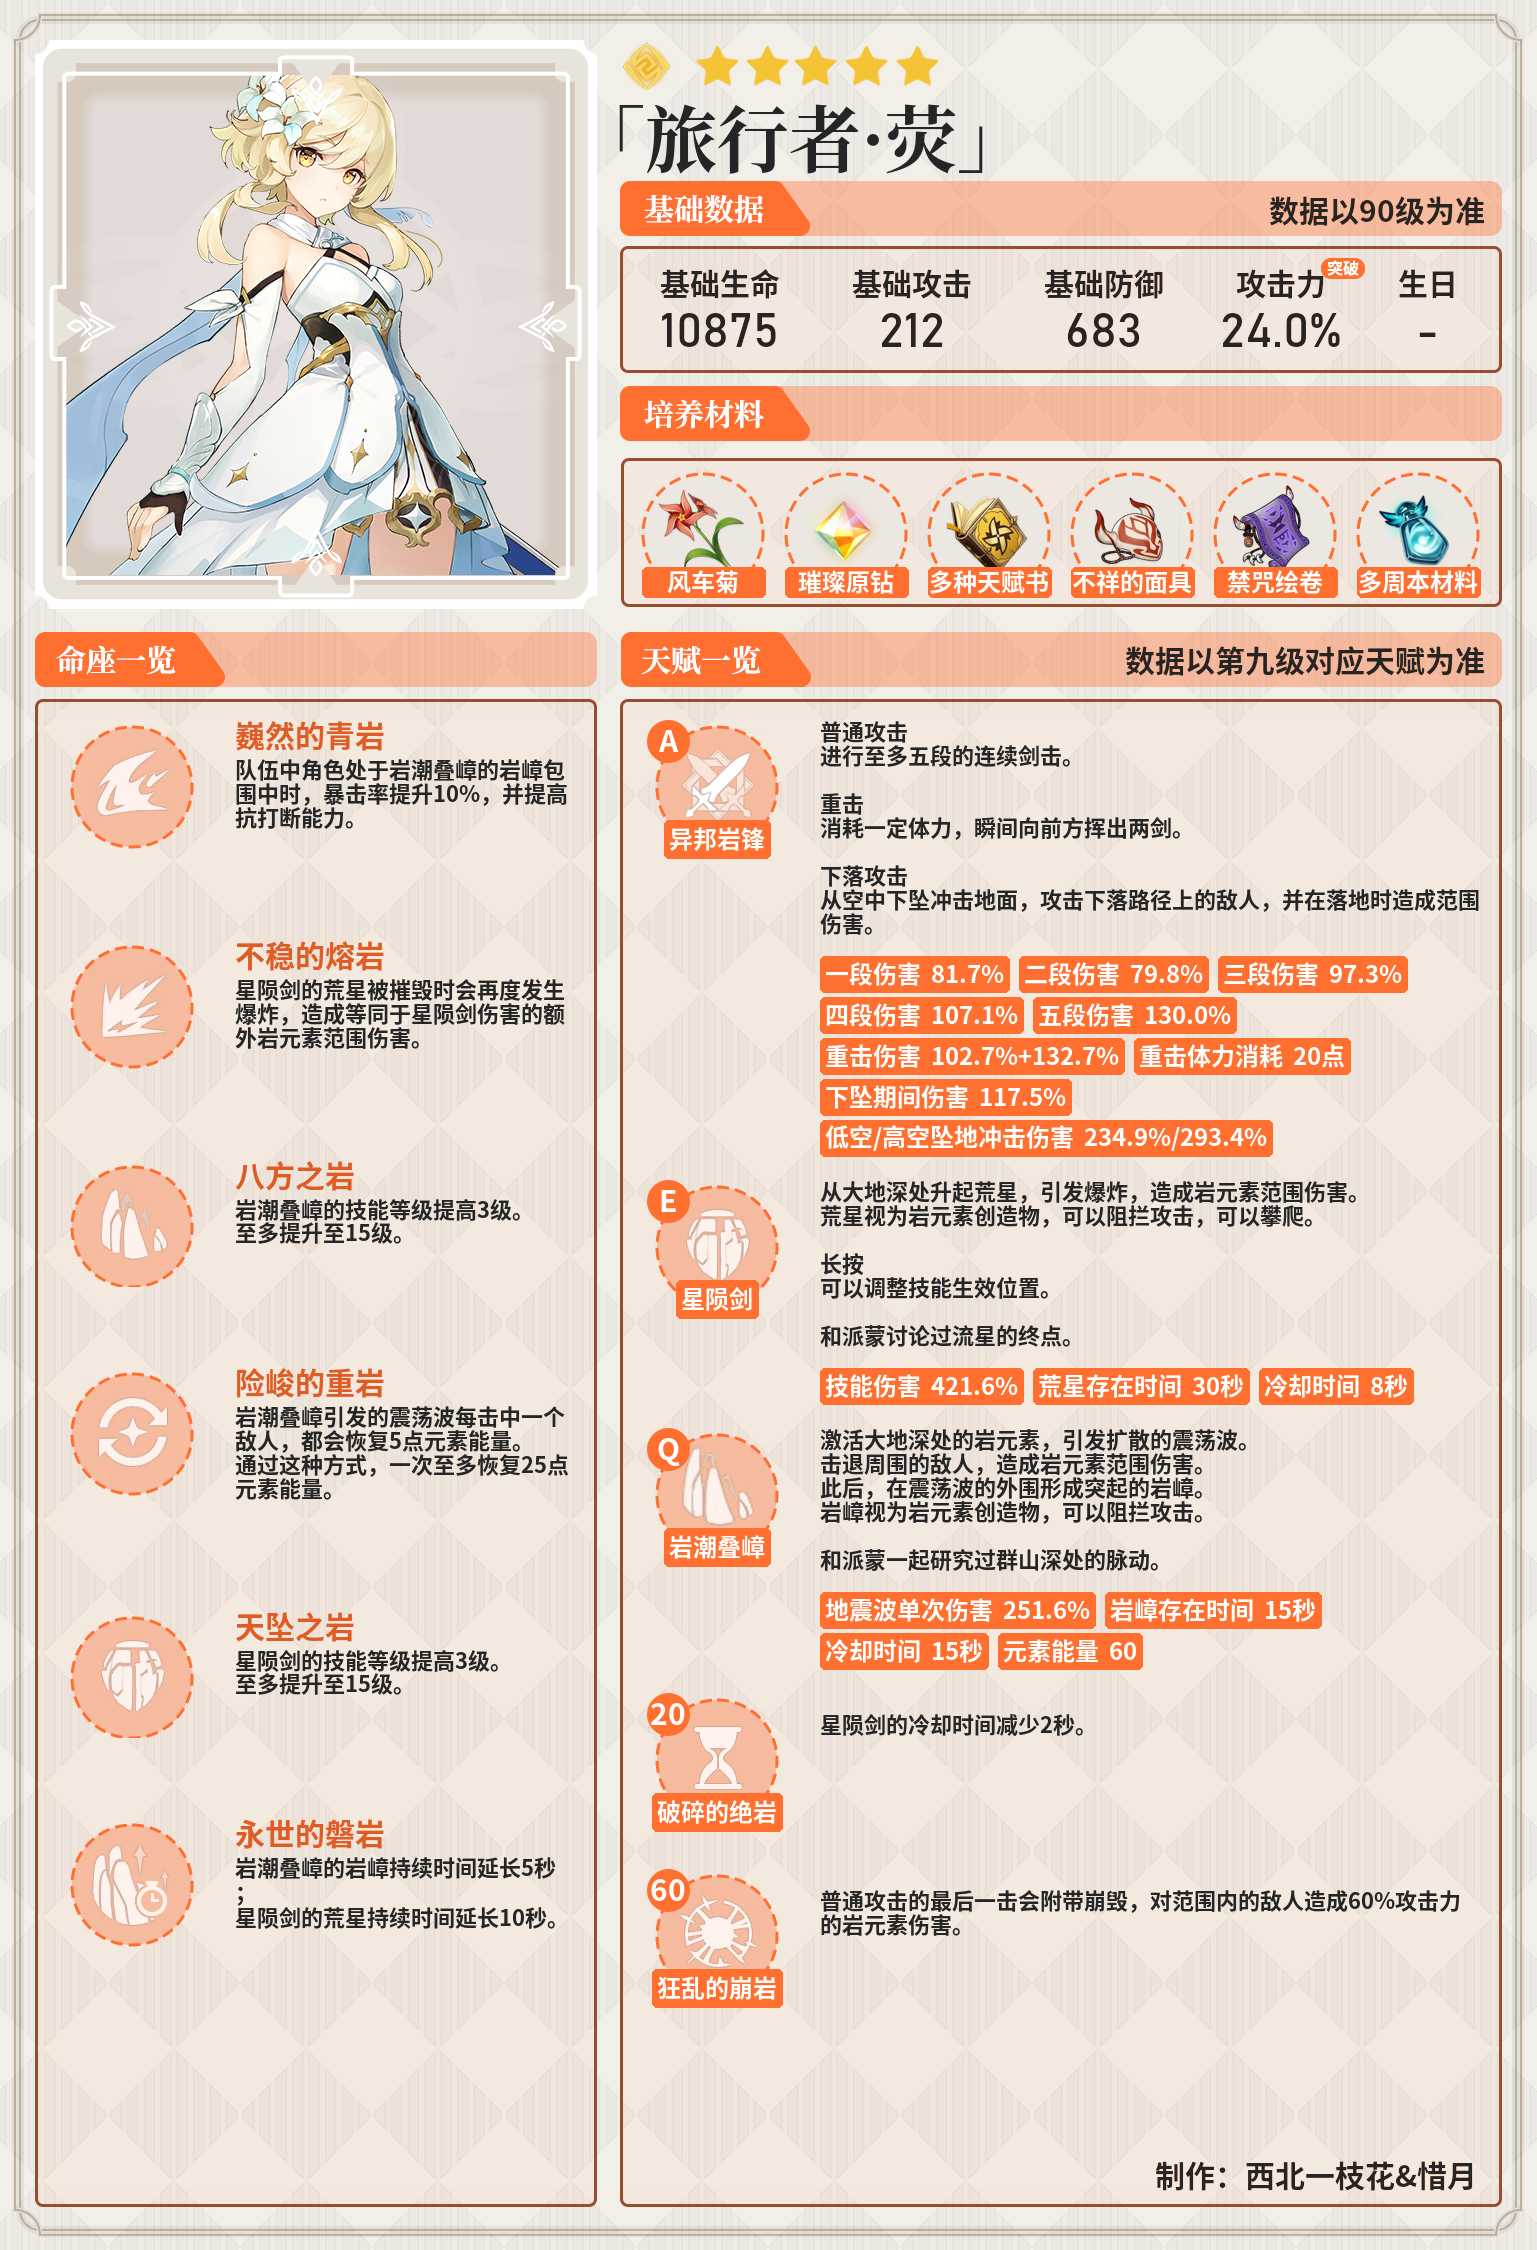 「旅行者·荧」
基础数据
数据以90级为准
基础生命 基础攻击 基础防御 攻击力 突破 生日
10875 212 683 24.0% -
培养材料
风车菊 璀璨原钻 多种天赋书 不祥的面具 禁咒绘卷 多周本材料
命座一览
巍然的青岩
队伍中角色处于岩潮叠嶂的岩嶂包
围中时，暴击率提升10%，并提高
抗打断能力。
不稳的熔岩
星陨剑的荒星被摧毁时会再度发生
爆炸，造成等同于星陨剑伤害的额
外岩元素范围伤害。
八方之岩
岩潮叠嶂的技能等级提高3级。
至多提升至15级。
险峻的重岩
岩潮叠嶂引发的震荡波每击中一个
敌人，都会恢复5点元素能量。
通过这种方式，一次至多恢复25点
元素能量。
天坠之岩
星陨剑的技能等级提高3级。
至多提升至15级。
永世的磐岩
岩潮叠嶂的岩嶂持续时间延长5秒
；
星陨剑的荒星持续时间延长10秒。
天赋一览
数据以第九级对应天赋为准
A
异邦岩锋
普通攻击
进行至多五段的连续剑击。
重击
消耗一定体力，瞬间向前方挥出两剑。
下落攻击
从空中下坠冲击地面，攻击下落路径上的敌人，并在落地时造成范围
伤害。
一段伤害 81.7% 二段伤害 79.8% 三段伤害 97.3%
四段伤害 107.1% 五段伤害 130.0%
重击伤害 102.7%+132.7% 重击体力消耗 20点
下坠期间伤害 117.5%
低空/高空坠地冲击伤害 234.9%/293.4%
E
星陨剑
从大地深处升起荒星，引发爆炸，造成岩元素范围伤害。
荒星视为岩元素创造物，可以阻拦攻击，可以攀爬。
长按
可以调整技能生效位置。
和派蒙讨论过流星的终点。
技能伤害 421.6% 荒星存在时间 30秒 冷却时间 8秒
Q
岩潮叠嶂
激活大地深处的岩元素，引发扩散的震荡波。
击退周围的敌人，造成岩元素范围伤害。
此后，在震荡波的外围形成突起的岩嶂。
岩嶂视为岩元素创造物，可以阻拦攻击。
和派蒙一起研究过群山深处的脉动。
地震波单次伤害 251.6% 岩嶂存在时间 15秒
冷却时间 15秒 元素能量 60
20
破碎的绝岩
星陨剑的冷却时间减少2秒。
60
狂乱的崩岩
普通攻击的最后一击会附带崩毁，对范围内的敌人造成60%攻击力
的岩元素伤害。
制作：西北一枝花&惜月